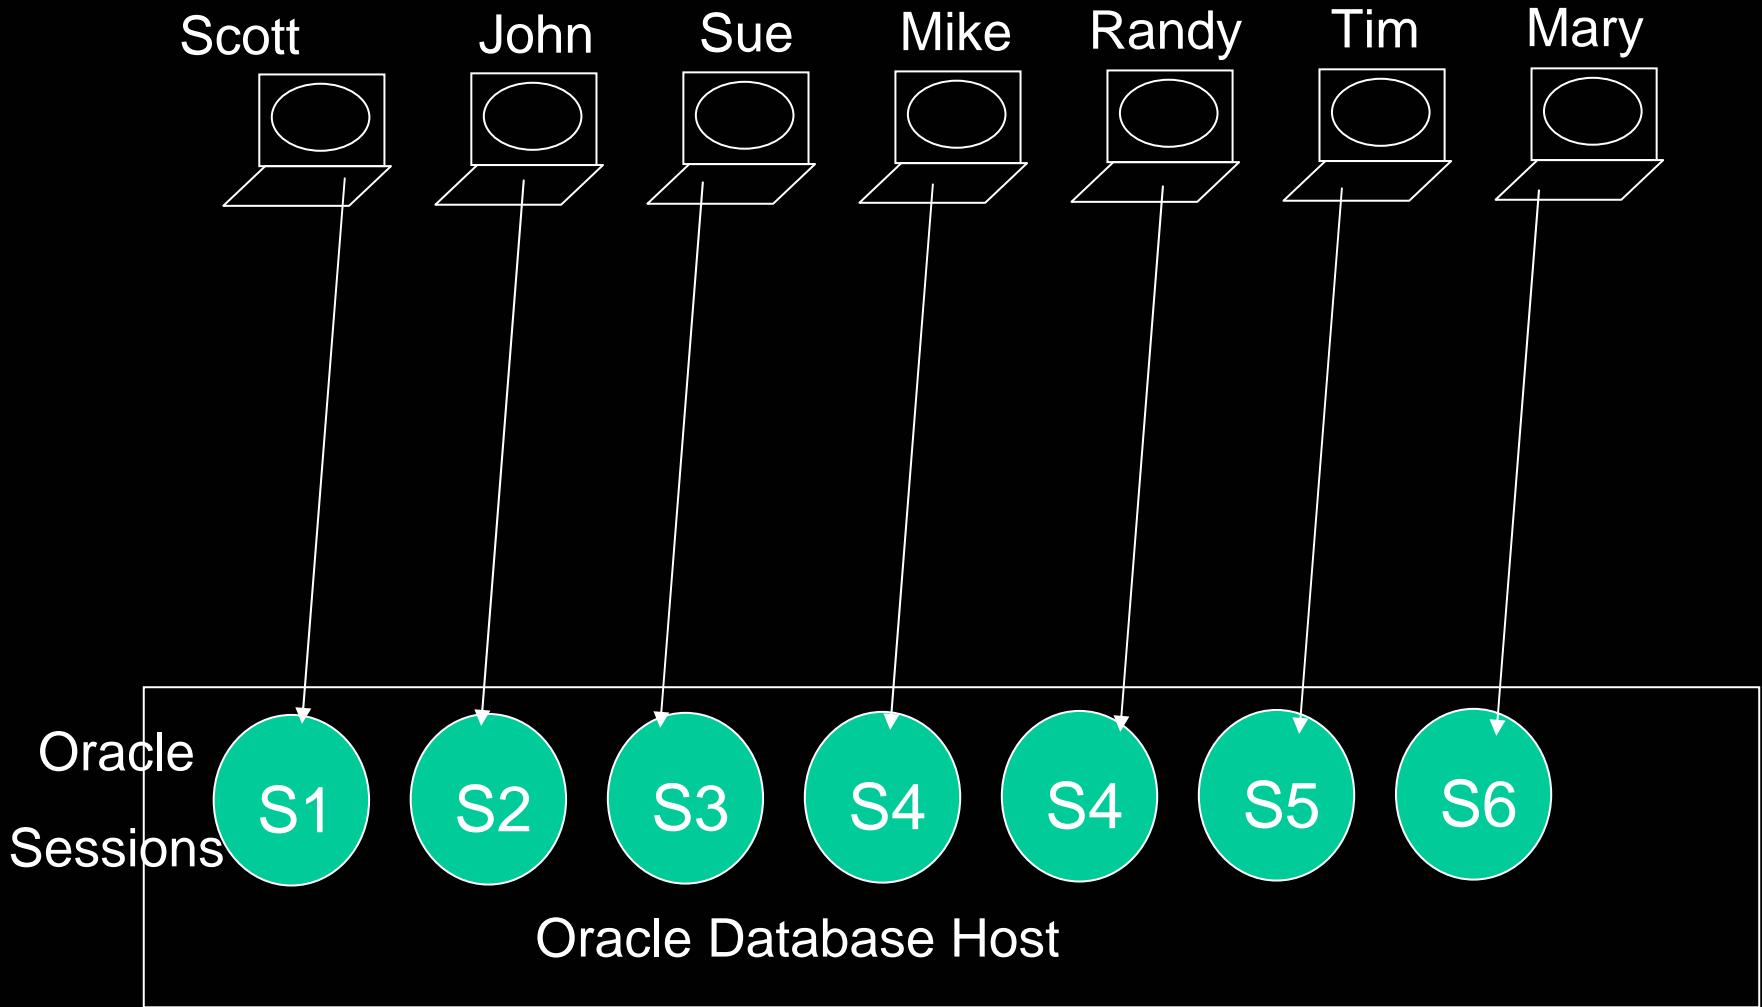 Scott John Sue Mike Randy Tim Mary
Oracle
Sessions
S1 S2 S3 S4 S4 S5 S6
Oracle Database Host